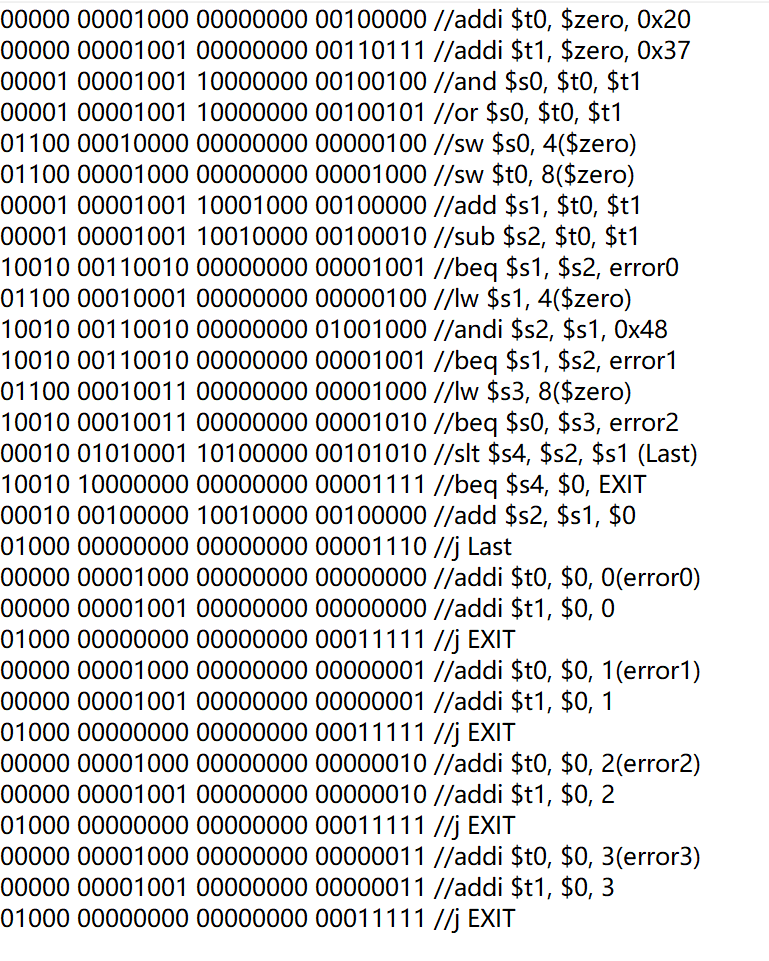 00000 00001000 00000000 00100000 //addi $t0, $zero, 0x20
00000 00001001 00000000 00110111 //addi $t1, $zero, 0x37
00001 00001001 10000000 00100100 //and $s0, $t0, $t1
00001 00001001 10000000 00100101 //or $s0, $t0, $t1
01100 00010000 00000000 00000100 //sw $s0, 4($zero)
01100 00001000 00000000 00001000 //sw $t0, 8($zero)
00001 00001001 10001000 00100000 //add $s1, $t0, $t1
00001 00001001 10010000 00100010 //sub $s2, $t0, $t1
10010 00110010 00000000 00001001 //beq $s1, $s2, error0
01100 00010001 00000000 00000100 //lw $s1, 4($zero)
10010 00110010 00000000 01001000 //andi $s2, $s1, 0x48
10010 00110010 00000000 00001001 //beq $s1, $s2, error1
01100 00010011 00000000 00001000 //lw $s3, 8($zero)
10010 00010011 00000000 00001010 //beq $s0, $s3, error2
00010 01010001 10100000 00101010 //slt $s4, $s2, $s1 (Last)
10010 10000000 00000000 00001111 //beq $s4, $0, EXIT
00010 00100000 10010000 00100000 //add $s2, $s1, $0
01000 00000000 00000000 00001110 //j Last
00000 00001000 00000000 00000000 //addi $t0, $0, 0(error0)
00000 00001001 00000000 00000000 //addi $t1, $0, 0
01000 00000000 00000000 00011111 //j EXIT
00000 00001000 00000000 00000001 //addi $t0, $0, 1(error1)
00000 00001001 00000000 00000001 //addi $t1, $0, 1
01000 00000000 00000000 00011111 //j EXIT
00000 00001000 00000000 00000010 //addi $t0, $0, 2(error2)
00000 00001001 00000000 00000010 //addi $t1, $0, 2
01000 00000000 00000000 00011111 //j EXIT
00000 00001000 00000000 00000011 //addi $t0, $0, 3(error3)
00000 00001001 00000000 00000011 //addi $t1, $0, 3
01000 00000000 00000000 00011111 //j EXIT